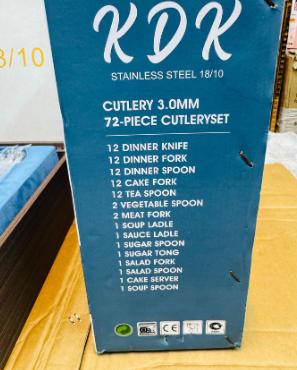 KDK
8/10
STAINLESS STEEL 18/10
CUTLERY 3.0MM
72-PIECE CUTLERYSET
12 DINNER KNIFE
12 DINNER FORK
12 DINNER SPOON
12 CAKE FORK
12 TEA SPOON
2 VEGETABLE SPOON
2 MEAT FORK
1 SOUP LADLE
1 SAUCE LADLE
1 SUGAR SPOON
1 SUGAR TONG
1 SALAD FORK
1 SALAD SPOON
1 CAKE SERVER
1 SOUP SPOON
CE